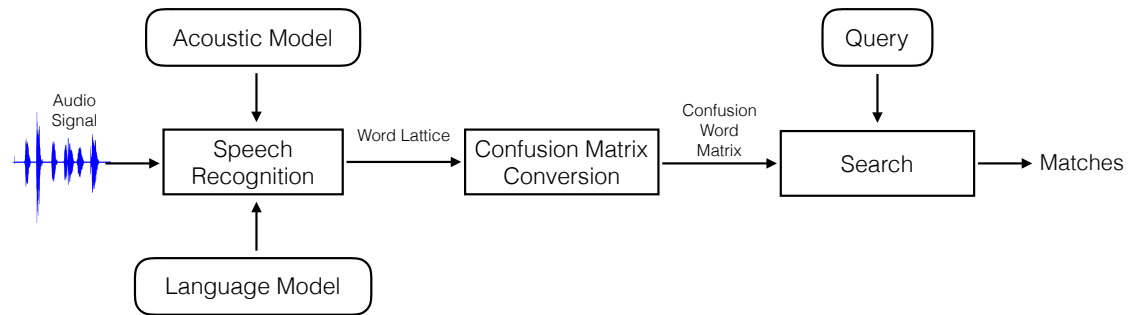 Acoustic Model
Query
Audio
Signal
Speech
Recognition
Word Lattice
Confusion Matrix
Conversion
Confusion
Word
Matrix
Search
Matches
Language Model